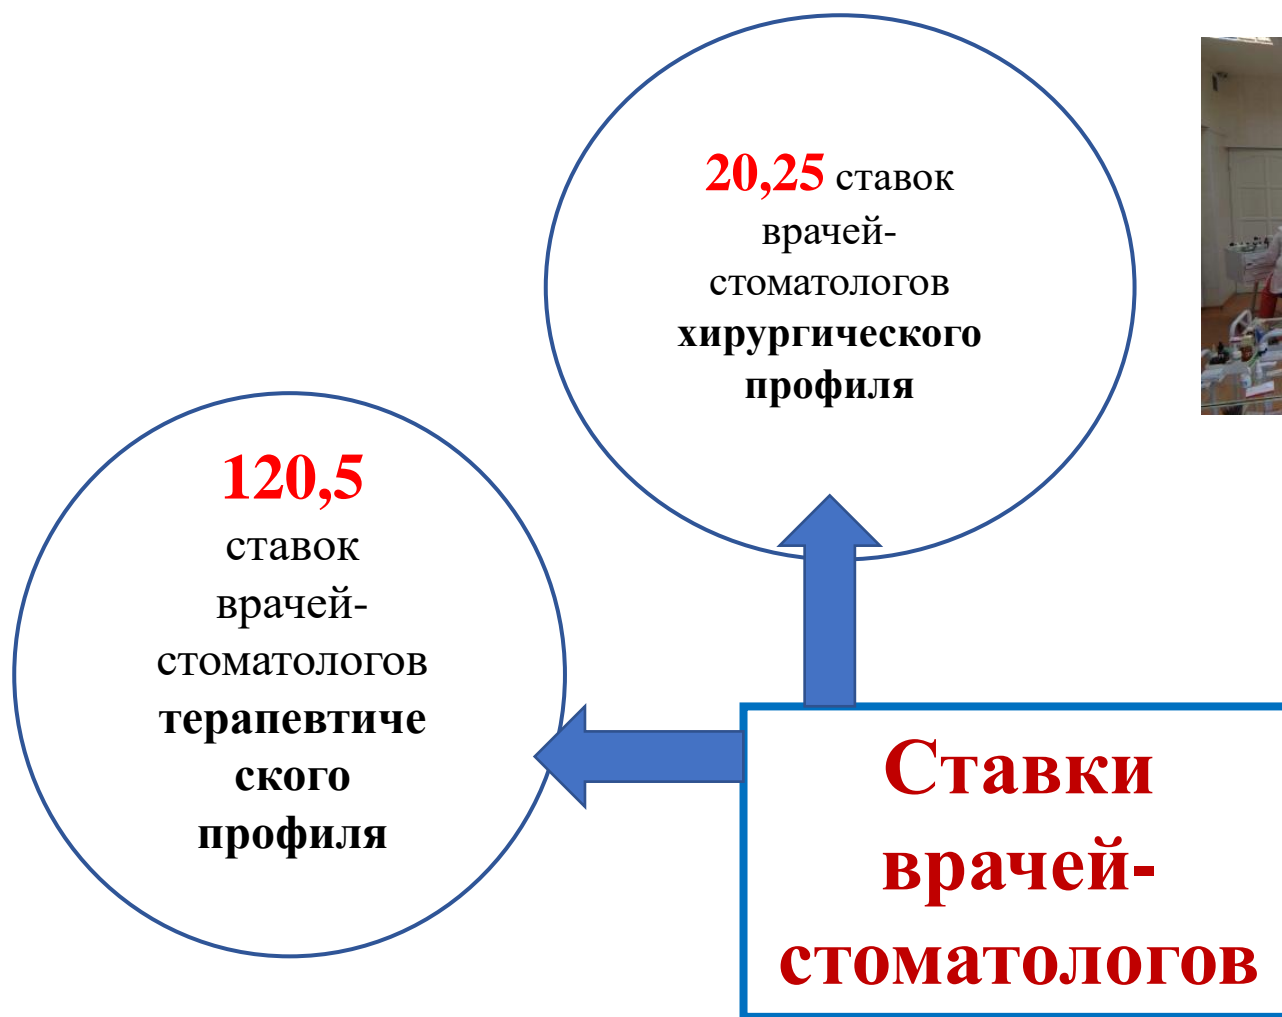 20,25 ставок
врачей-
стоматологов
хирургического
профиля
120,5
ставок
врачей-
стоматологов
терапевтиче
ского
профиля
Ставки
врачей-
стоматологов